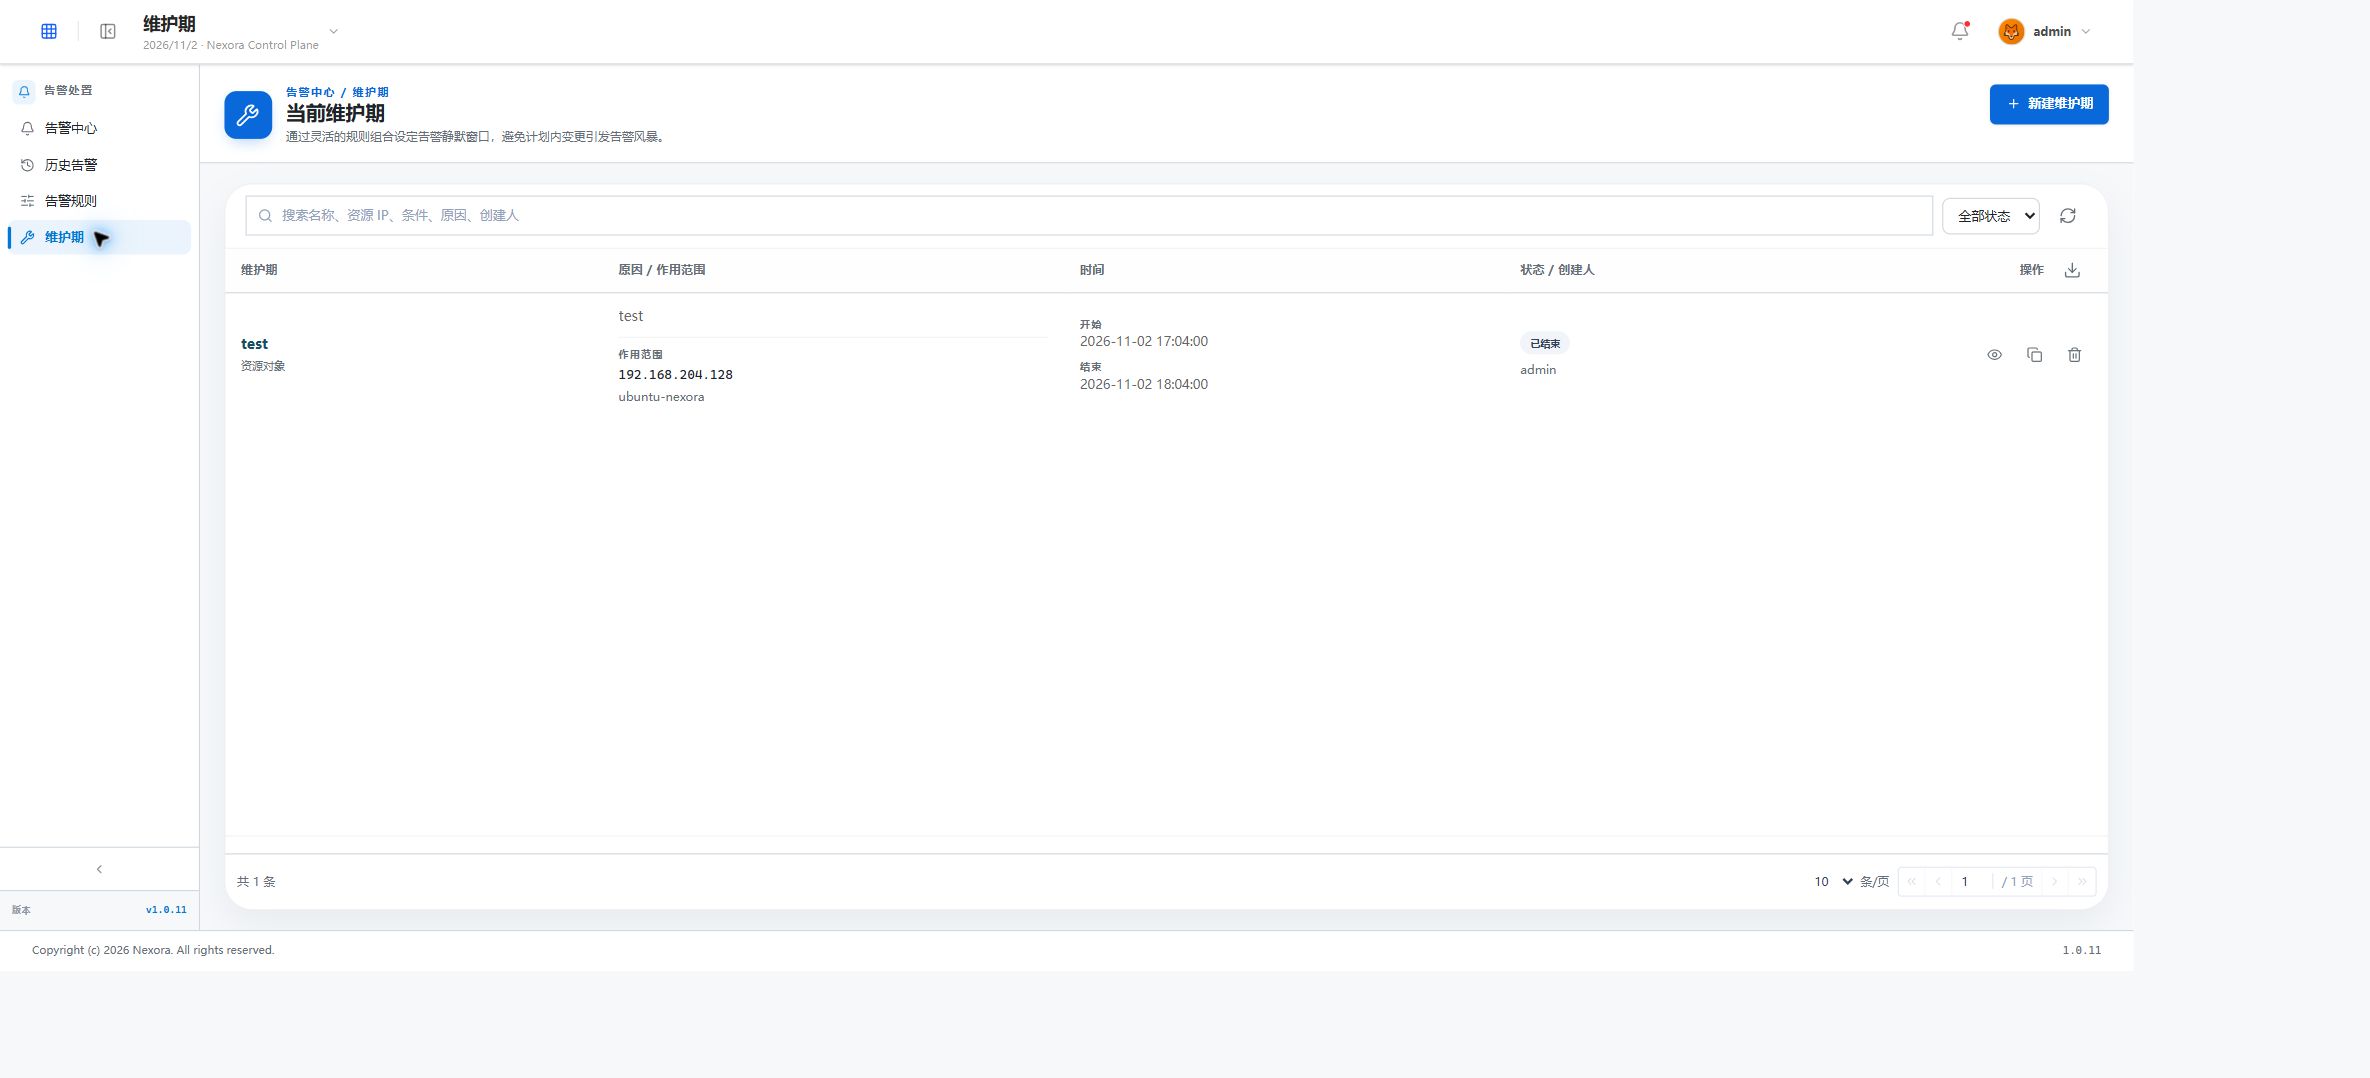 维护期
2026/11/2 · Nexora Control Plane
admin
告警处置
告警中心
历史告警
告警规则
维护期
告警中心 / 维护期
当前维护期
通过灵活的规则组合设定告警静默窗口，避免计划内变更引发告警风暴。
+ 新建维护期
搜索名称、资源 IP、条件、原因、创建人
全部状态
维护期
原因 / 作用范围
时间
状态 / 创建人
操作
test
资源对象
test
作用范围
192.168.204.128
ubuntu-nexora
开始
2026-11-02 17:04:00
结束
2026-11-02 18:04:00
已结束
admin
共 1 条
10 条/页
1 / 1 页
版本 v1.0.11
Copyright (c) 2026 Nexora. All rights reserved.
1.0.11